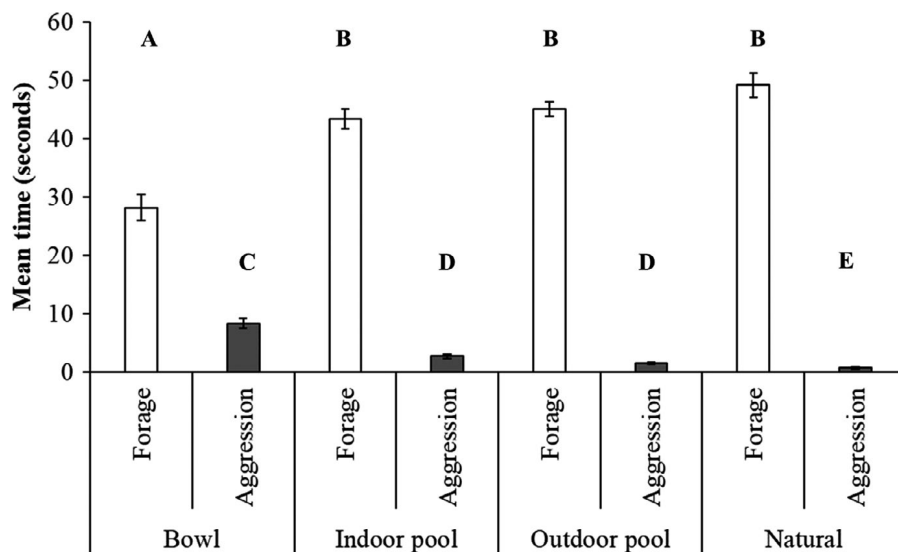 60
A
B
B
B
50
40
30
20
C
D
D
E
10
0
Mean time (seconds)
Forage
Aggression
Forage
Aggression
Forage
Aggression
Forage
Aggression
Bowl
Indoor pool
Outdoor pool
Natural